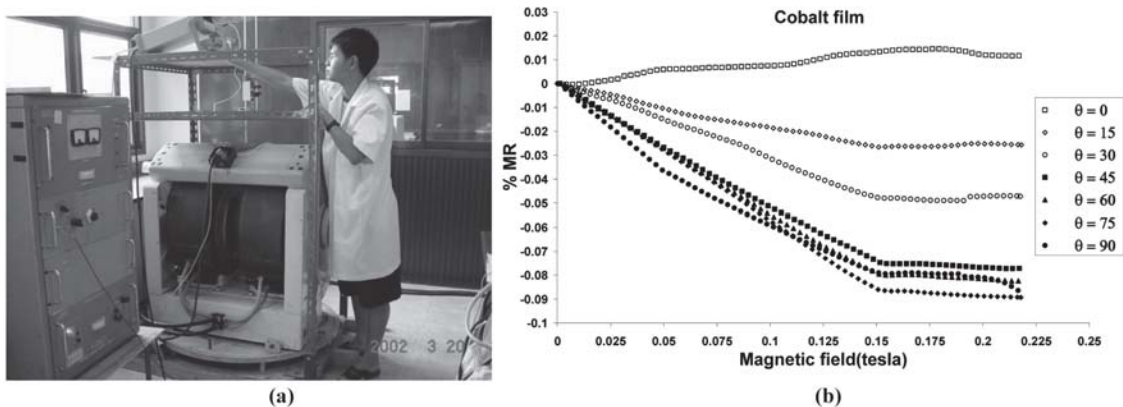 Cobalt film
0.03
0.02
0.01
0
-0.01
-0.02
-0.03
-0.04
-0.05
-0.06
-0.07
-0.08
-0.09
-0.1
% MR
0 0.025 0.05 0.075 0.1 0.125 0.15 0.175 0.2 0.225
Magnetic field(tesla)
θ = 0
θ = 15
θ = 30
θ = 45
θ = 60
θ = 75
θ = 90
2002 3 20
(a)
(b)